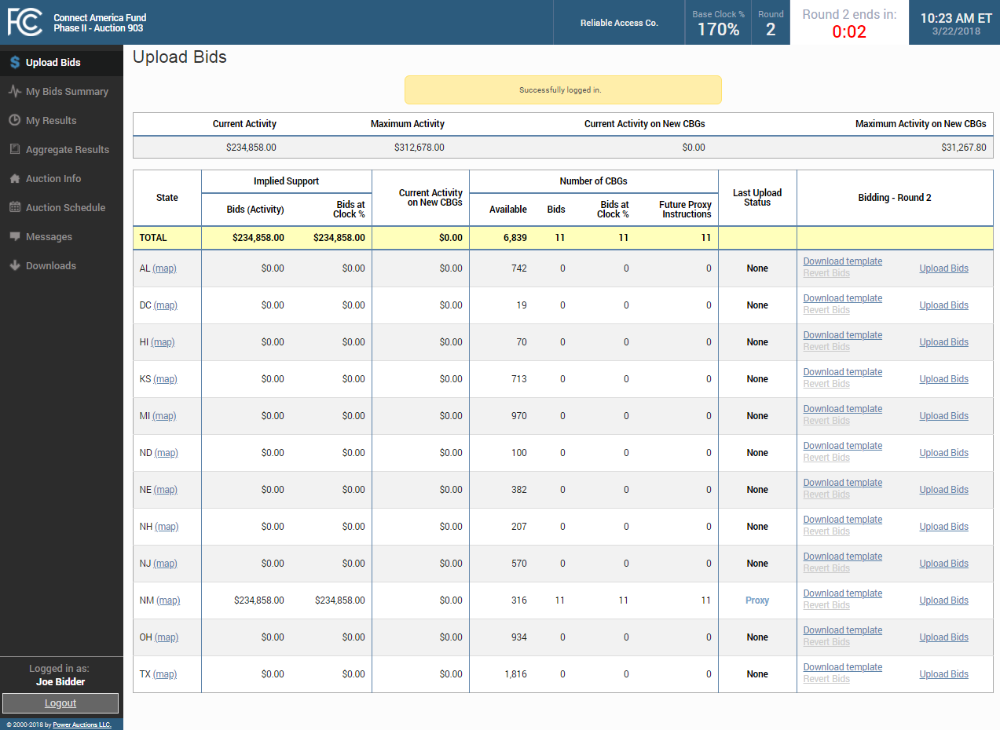 FCC
Connect America Fund
Phase II - Auction 903
Reliable Access Co.
Base Clock %
170%
Round
2
Round 2 ends in:
0:02
10:23 AM ET
3/22/2018
$ Upload Bids
My Bids Summary
My Results
Aggregate Results
Auction Info
Auction Schedule
Messages
Downloads
Logged in as:
Joe Bidder
Logout
© 2000-2018 by Power Auctions LLC.
Upload Bids
Successfully logged in.
Current Activity Maximum Activity Current Activity on New CBGs Maximum Activity on New CBGs
$234,858.00 $312,678.00 $0.00 $31,267.80
State
Implied Support
Bids (Activity)
Bids at
Clock %
Current Activity
on New CBGs
Number of CBGs
Available
Bids
Bids at
Clock %
Future Proxy
Instructions
Last Upload
Status
Bidding - Round 2
TOTAL $234,858.00 $234,858.00 $0.00 6,839 11 11 11
AL (map) $0.00 $0.00 $0.00 742 0 0 0 None Download template Upload Bids
Revert Bids
DC (map) $0.00 $0.00 $0.00 19 0 0 0 None Download template Upload Bids
Revert Bids
HI (map) $0.00 $0.00 $0.00 70 0 0 0 None Download template Upload Bids
Revert Bids
KS (map) $0.00 $0.00 $0.00 713 0 0 0 None Download template Upload Bids
Revert Bids
MI (map) $0.00 $0.00 $0.00 970 0 0 0 None Download template Upload Bids
Revert Bids
ND (map) $0.00 $0.00 $0.00 100 0 0 0 None Download template Upload Bids
Revert Bids
NE (map) $0.00 $0.00 $0.00 382 0 0 0 None Download template Upload Bids
Revert Bids
NH (map) $0.00 $0.00 $0.00 207 0 0 0 None Download template Upload Bids
Revert Bids
NJ (map) $0.00 $0.00 $0.00 570 0 0 0 None Download template Upload Bids
Revert Bids
NM (map) $234,858.00 $234,858.00 $0.00 316 11 11 11 Proxy Download template Upload Bids
Revert Bids
OH (map) $0.00 $0.00 $0.00 934 0 0 0 None Download template Upload Bids
Revert Bids
TX (map) $0.00 $0.00 $0.00 1,816 0 0 0 None Download template Upload Bids
Revert Bids